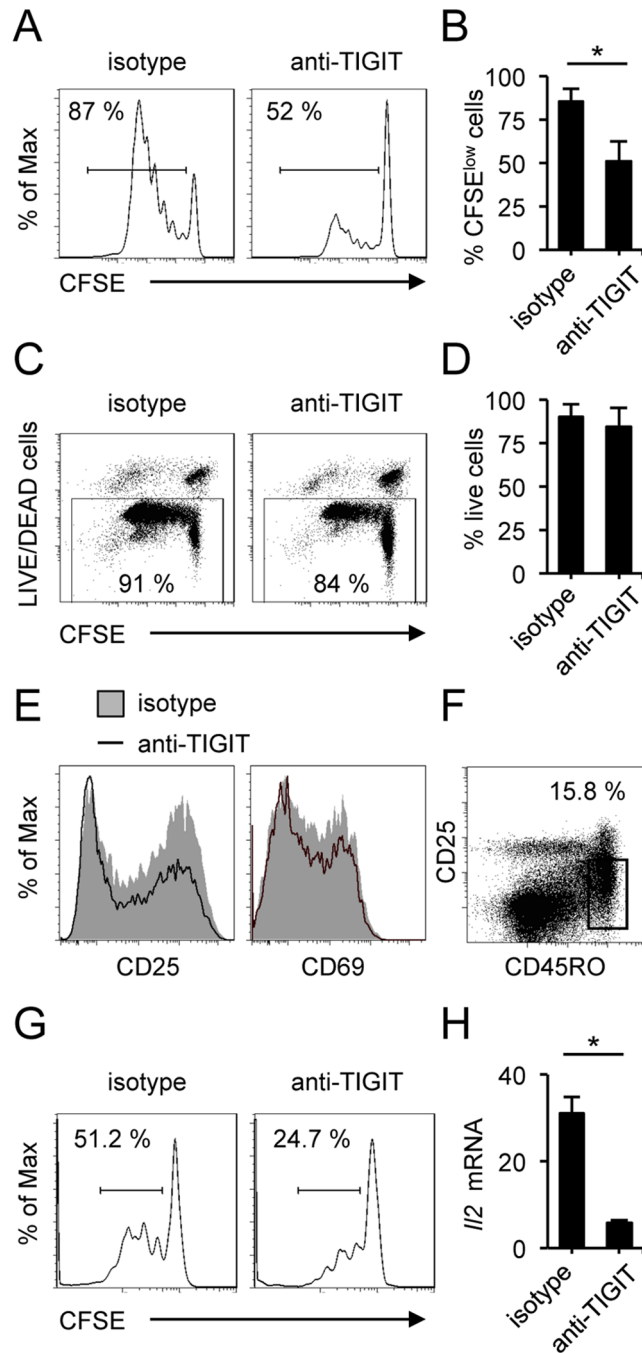 A
isotype
anti-TIGIT
87 %
52 %
% of Max
CFSE
B
*
% CFSElow cells
100
75
50
25
0
isotype
anti-TIGIT
C
isotype
anti-TIGIT
LIVE/DEAD cells
91 %
84 %
CFSE
D
% live cells
100
75
50
25
0
isotype
anti-TIGIT
E
isotype
anti-TIGIT
% of Max
CD25
CD69
F
15.8 %
CD25
CD45RO
G
isotype
anti-TIGIT
51.2 %
24.7 %
% of Max
CFSE
H
*
Il2 mRNA
40
20
0
isotype
anti-TIGIT